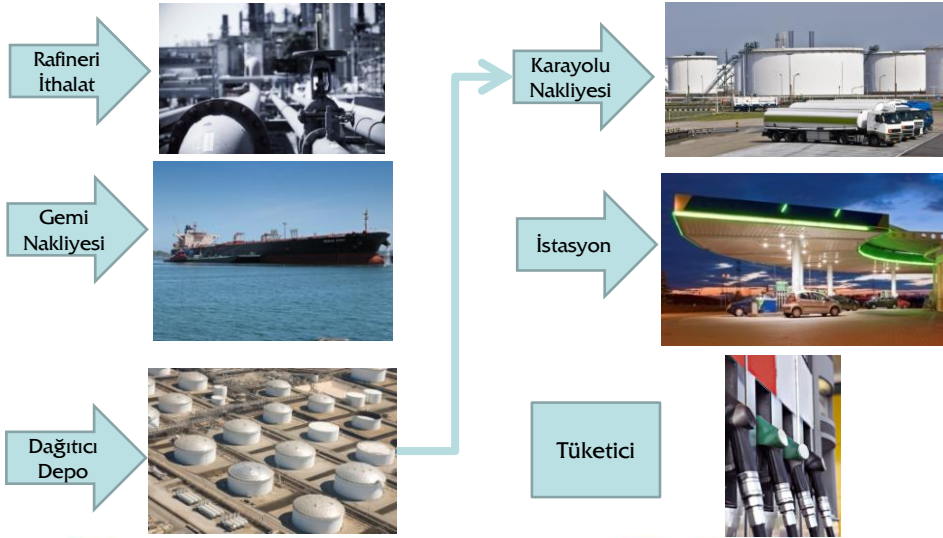 Rafineri
İthalat
Gemi
Nakliyesi
Dağıtıcı
Depo
Karayolu
Nakliyesi
İstasyon
Tüketici